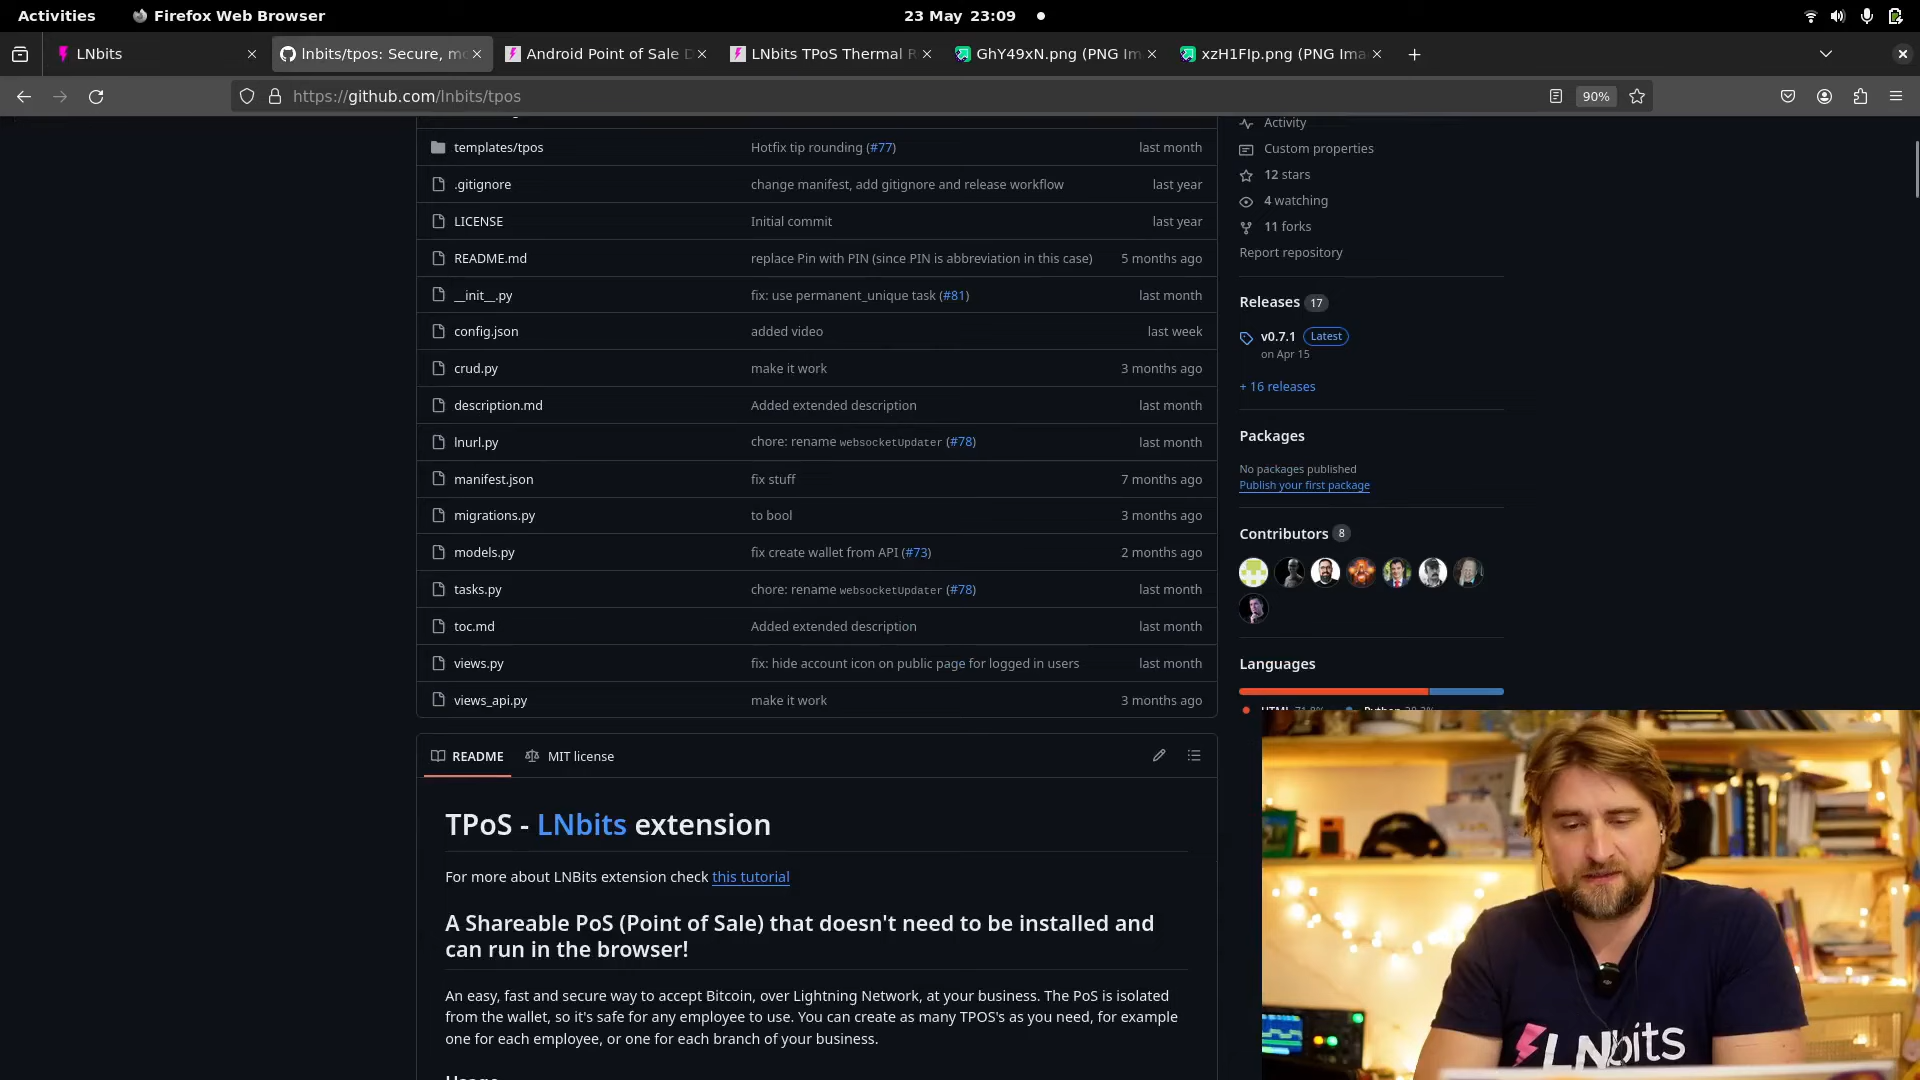 Activities
Firefox Web Browser
23 May 23:09
LNbits
lnbits/tpos: Secure, mo
Android Point of Sale D
LNbits TPoS Thermal R
GhY49xN.png (PNG Im
xzH1FIp.png (PNG Ima
https://github.com/lnbits/tpos
90%
templates/tpos
Hotfix tip rounding (#77)
last month
.gitignore
change manifest, add gitignore and release workflow
last year
LICENSE
Initial commit
last year
README.md
replace Pin with PIN (since PIN is abbreviation in this case)
5 months ago
__init__.py
fix: use permanent_unique task (#81)
last month
config.json
added video
last week
crud.py
make it work
3 months ago
description.md
Added extended description
last month
lnurl.py
chore: rename websocketUpdater (#78)
last month
manifest.json
fix stuff
7 months ago
migrations.py
to bool
3 months ago
models.py
fix create wallet from API (#73)
2 months ago
tasks.py
chore: rename websocketUpdater (#78)
last month
toc.md
Added extended description
last month
views.py
fix: hide account icon on public page for logged in users
last month
views_api.py
make it work
3 months ago
README
MIT license
TPoS - LNbits extension
For more about LNBits extension check this tutorial
A Shareable PoS (Point of Sale) that doesn't need to be installed and
can run in the browser!
An easy, fast and secure way to accept Bitcoin, over Lightning Network, at your business. The PoS is isolated
from the wallet, so it's safe for any employee to use. You can create as many TPOS's as you need, for example
one for each employee, or one for each branch of your business.
Activity
Custom properties
12 stars
4 watching
11 forks
Report repository
Releases 17
v0.7.1 Latest
on Apr 15
+ 16 releases
Packages
No packages published
Publish your first package
Contributors 8
Languages
LNbits